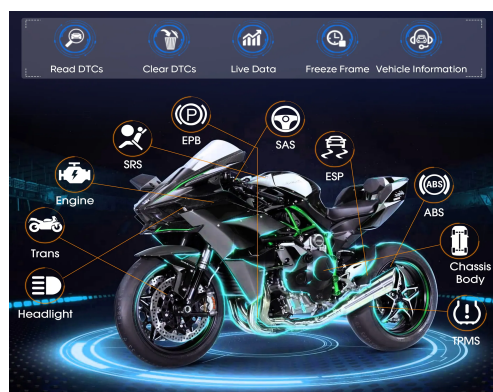 Read DTCs
Clear DTCs
Live Data
Freeze Frame
Vehicle Information
EPB
SAS
SRS
ESP
Engine
ABS
Trans
Chassis
Body
Headlight
TRMS